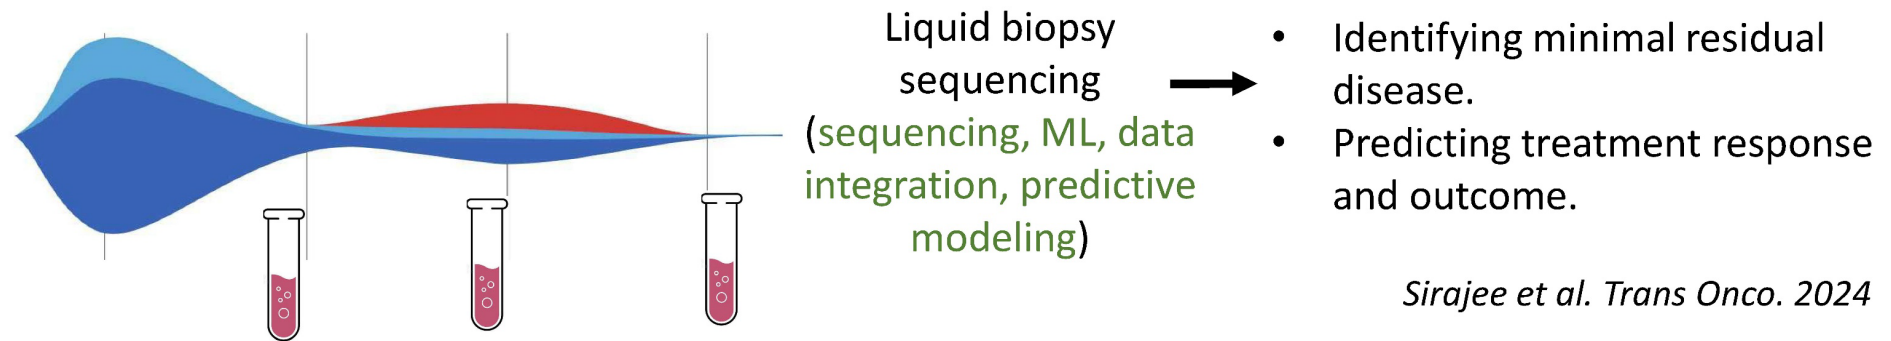 Liquid biopsy
sequencing
(sequencing, ML, data
integration, predictive
modeling)
• Identifying minimal residual
disease.
• Predicting treatment response
and outcome.
Sirajee et al. Trans Onco. 2024